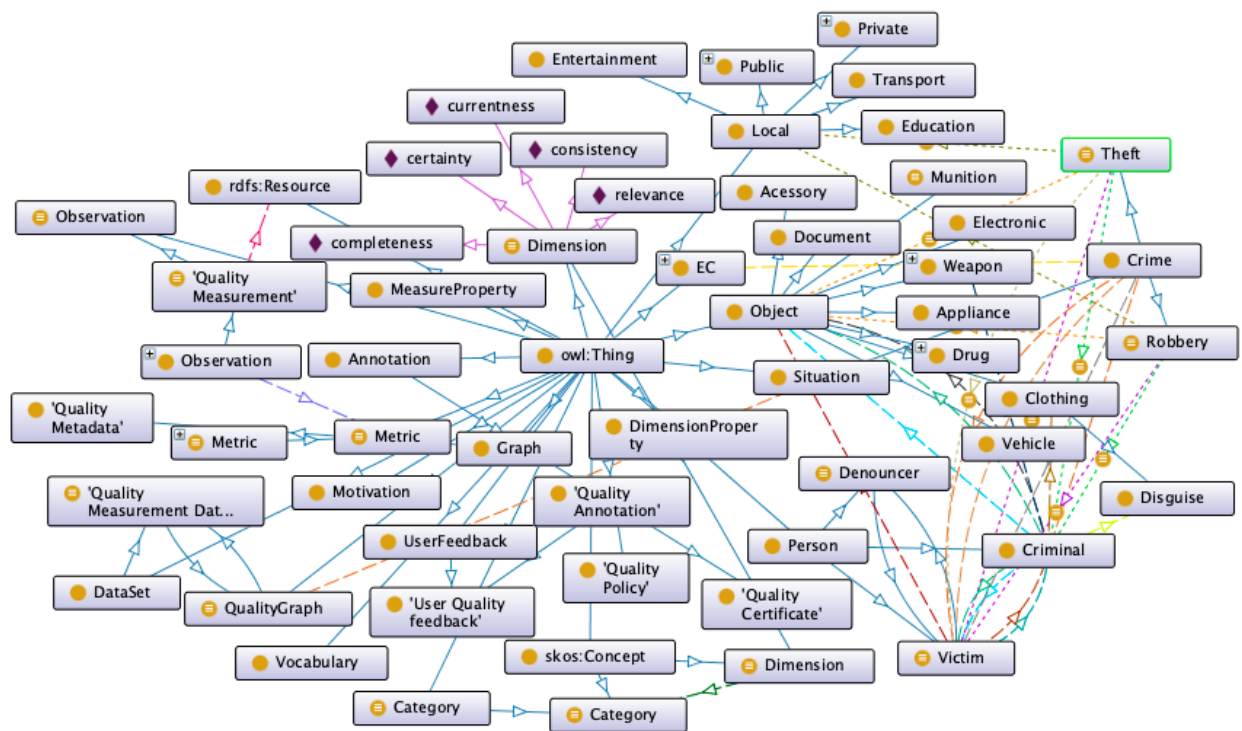 Private
Entertainment
Public
Transport
currentness
Local
Education
consistency
certainty
Theft
rdfs:Resource
relevance
Acessory
Munition
Observation
Electronic
Document
completeness
Dimension
EC
Weapon
Crime
'Quality
Measurement'
MeasureProperty
Object
Appliance
Observation
Annotation
owl:Thing
Drug
Robbery
Situation
Clothing
'Quality
Metadata'
Metric
Metric
Graph
DimensionProper
ty
Vehicle
Denouncer
Motivation
'Quality
Annotation'
Disguise
'Quality
Measurement Dat...
UserFeedback
Person
Criminal
DataSet
QualityGraph
'User Quality
feedback'
'Quality
Policy'
'Quality
Certificate'
Vocabulary
skos:Concept
Dimension
Victim
Category
Category